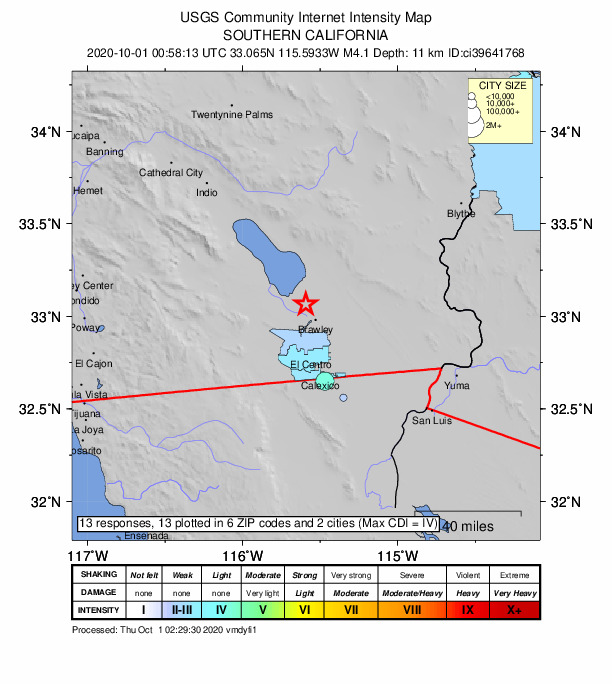 USGS Community Internet Intensity Map
SOUTHERN CALIFORNIA
2020-10-01 00:58:13 UTC 33.065N 115.5933W M4.1 Depth: 11 km ID:ci39641768
CITY SIZE
<10,000
10,000+
100,000+
2M+
34°N
34°N
Twentynine Palms
ucaipa
Banning
Cathedral City
Hemet
Indio
Blythe
33.5°N
33.5°N
ey Center
ondido
33°N
33°N
Poway
Brawley
El Cajon
El Centro
Calexico
Yuma
la Vista
32.5°N
32.5°N
ijuana
San Luis
a Joya
osarito
32°N
32°N
13 responses, 13 plotted in 6 ZIP codes and 2 cities (Max CDI = IV)
40 miles
Ensenada
117°W
116°W
115°W
SHAKING Not felt Weak Light Moderate Strong Very strong Severe Violent Extreme
DAMAGE none none none Very light Light Moderate Moderate/Heavy Heavy Very Heavy
INTENSITY I II-III IV V VI VII VIII IX X+
Processed: Thu Oct 1 02:29:30 2020 vmdyfi1